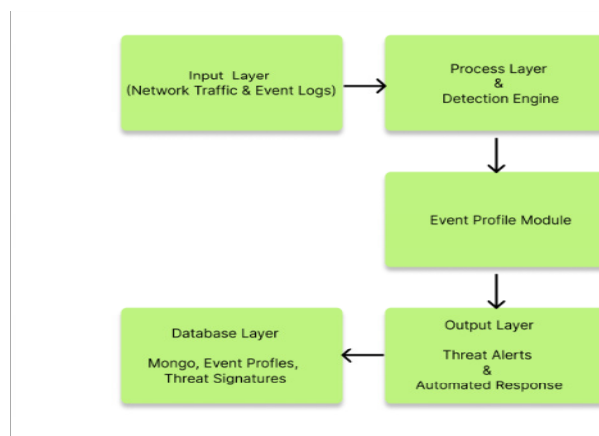 Input Layer
(Network Traffic & Event Logs)
Process Layer
&
Detection Engine
Event Profile Module
Output Layer
Threat Alerts
&
Automated Response
Database Layer
Mongo, Event Profles,
Threat Signatures